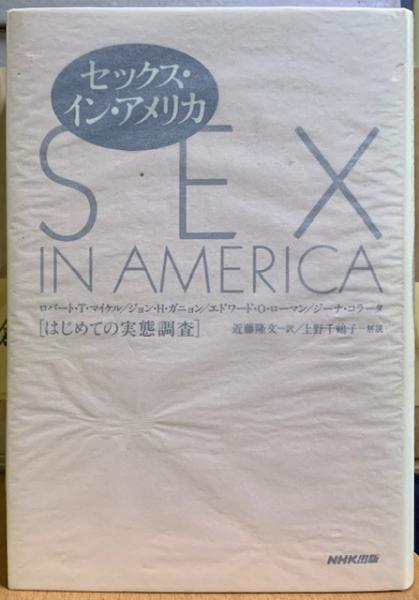 セックス・
イン・アメリカ
SEX
IN AMERICA
ロバート・T・マイケル/ジョン・H・ガニョン/エドワード・O・ローマン/ジーナ・コラータ
[はじめての実態調査]
近藤隆文─訳/上野千鶴子─解説
NHK出版